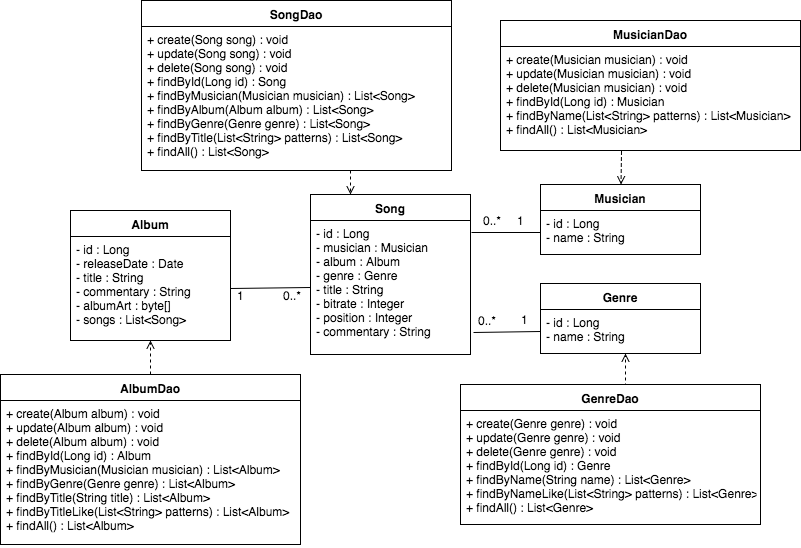 SongDao
+ create(Song song) : void
+ update(Song song) : void
+ delete(Song song) : void
+ findById(Long id) : Song
+ findByMusician(Musician musician) : List<Song>
+ findByAlbum(Album album) : List<Song>
+ findByGenre(Genre genre) : List<Song>
+ findByTitle(List<String> patterns) : List<Song>
+ findAll() : List<Song>
MusicianDao
+ create(Musician musician) : void
+ update(Musician musician) : void
+ delete(Musician musician) : void
+ findById(Long id) : Musician
+ findByName(List<String> patterns) : List<Musician>
+ findAll() : List<Musician>
Album
- id : Long
- releaseDate : Date
- title : String
- commentary : String
- albumArt : byte[]
- songs : List<Song>
1
0..*
Song
- id : Long
- musician : Musician
- album : Album
- genre : Genre
- title : String
- bitrate : Integer
- position : Integer
- commentary : String
0..*
1
Musician
- id : Long
- name : String
0..*
1
Genre
- id : Long
- name : String
AlbumDao
+ create(Album album) : void
+ update(Album album) : void
+ delete(Album album) : void
+ findById(Long id) : Album
+ findByMusician(Musician musician) : List<Album>
+ findByGenre(Genre genre) : List<Album>
+ findByTitle(String title) : List<Album>
+ findByTitleLike(List<String> patterns) : List<Album>
+ findAll() : List<Album>
GenreDao
+ create(Genre genre) : void
+ update(Genre genre) : void
+ delete(Genre genre) : void
+ findById(Long id) : Genre
+ findByName(String name) : List<Genre>
+ findByNameLike(List<String> patterns) : List<Genre>
+ findAll() : List<Genre>